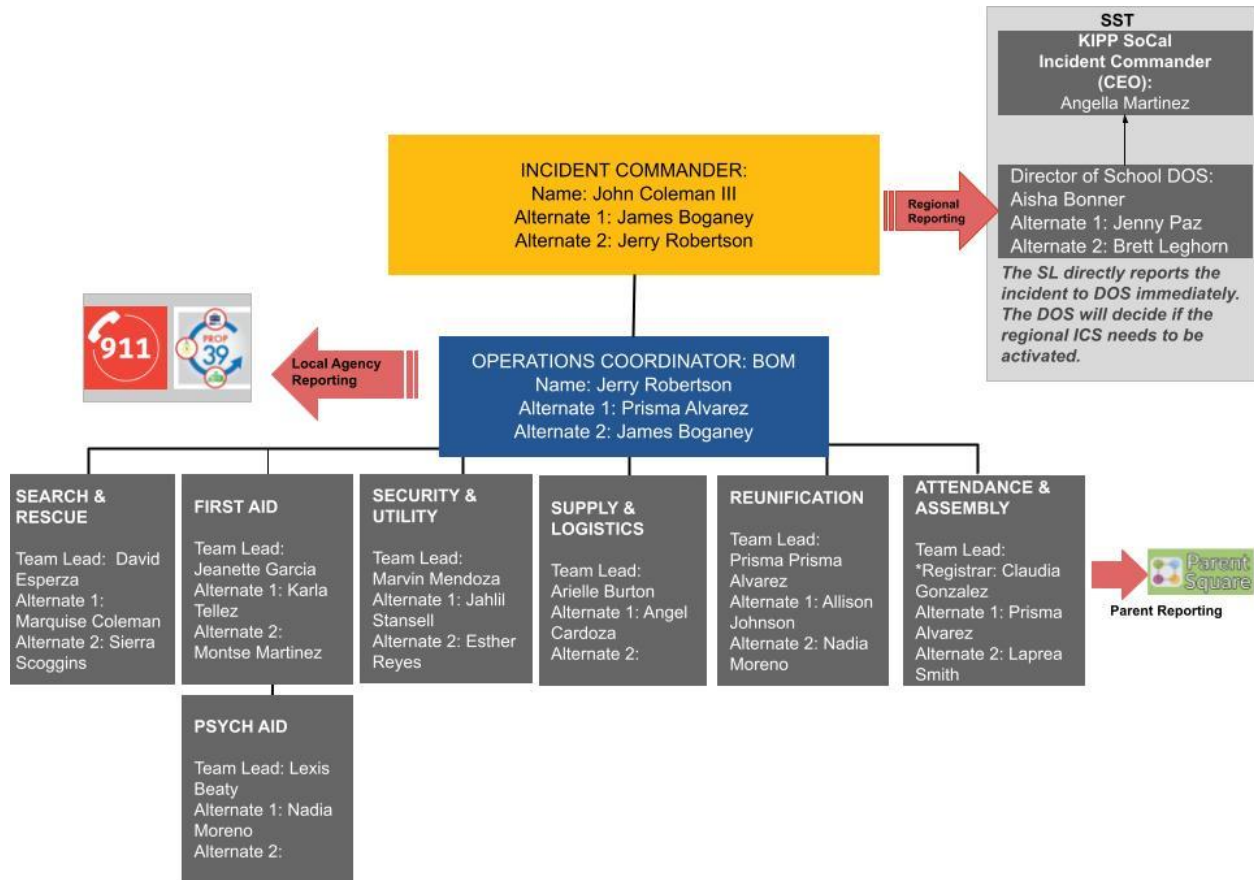 SST
KIPP SoCal
Incident Commander
(CEO):
Angella Martinez
INCIDENT COMMANDER:
Name: John Coleman III
Alternate 1: James Boganey
Alternate 2: Jerry Robertson
Regional
Reporting
Director of School DOS:
Aisha Bonner
Alternate 1: Jenny Paz
Alternate 2: Brett Leghorn
The SL directly reports the
incident to DOS immediately.
The DOS will decide if the
regional ICS needs to be
activated.
911
PROP
39
Local Agency
Reporting
OPERATIONS COORDINATOR: BOM
Name: Jerry Robertson
Alternate 1: Prisma Alvarez
Alternate 2: James Boganey
SEARCH &
RESCUE
Team Lead: David
Esperza
Alternate 1:
Marquise Coleman
Alternate 2: Sierra
Scoggins
FIRST AID
Team Lead:
Jeanette Garcia
Alternate 1: Karla
Tellez
Alternate 2:
Montse Martinez
SECURITY &
UTILITY
Team Lead:
Marvin Mendoza
Alternate 1: Jahlil
Stansell
Alternate 2: Esther
Reyes
SUPPLY &
LOGISTICS
Team Lead:
Arielle Burton
Alternate 1: Angel
Cardoza
Alternate 2:
REUNIFICATION
Team Lead:
Prisma Prisma
Alvarez
Alternate 1: Allison
Johnson
Alternate 2: Nadia
Moreno
ATTENDANCE &
ASSEMBLY
Team Lead:
*Registrar: Claudia
Gonzalez
Alternate 1: Prisma
Alvarez
Alternate 2: Laprea
Smith
Parent
Square
Parent Reporting
PSYCH AID
Team Lead: Lexis
Beaty
Alternate 1: Nadia
Moreno
Alternate 2: